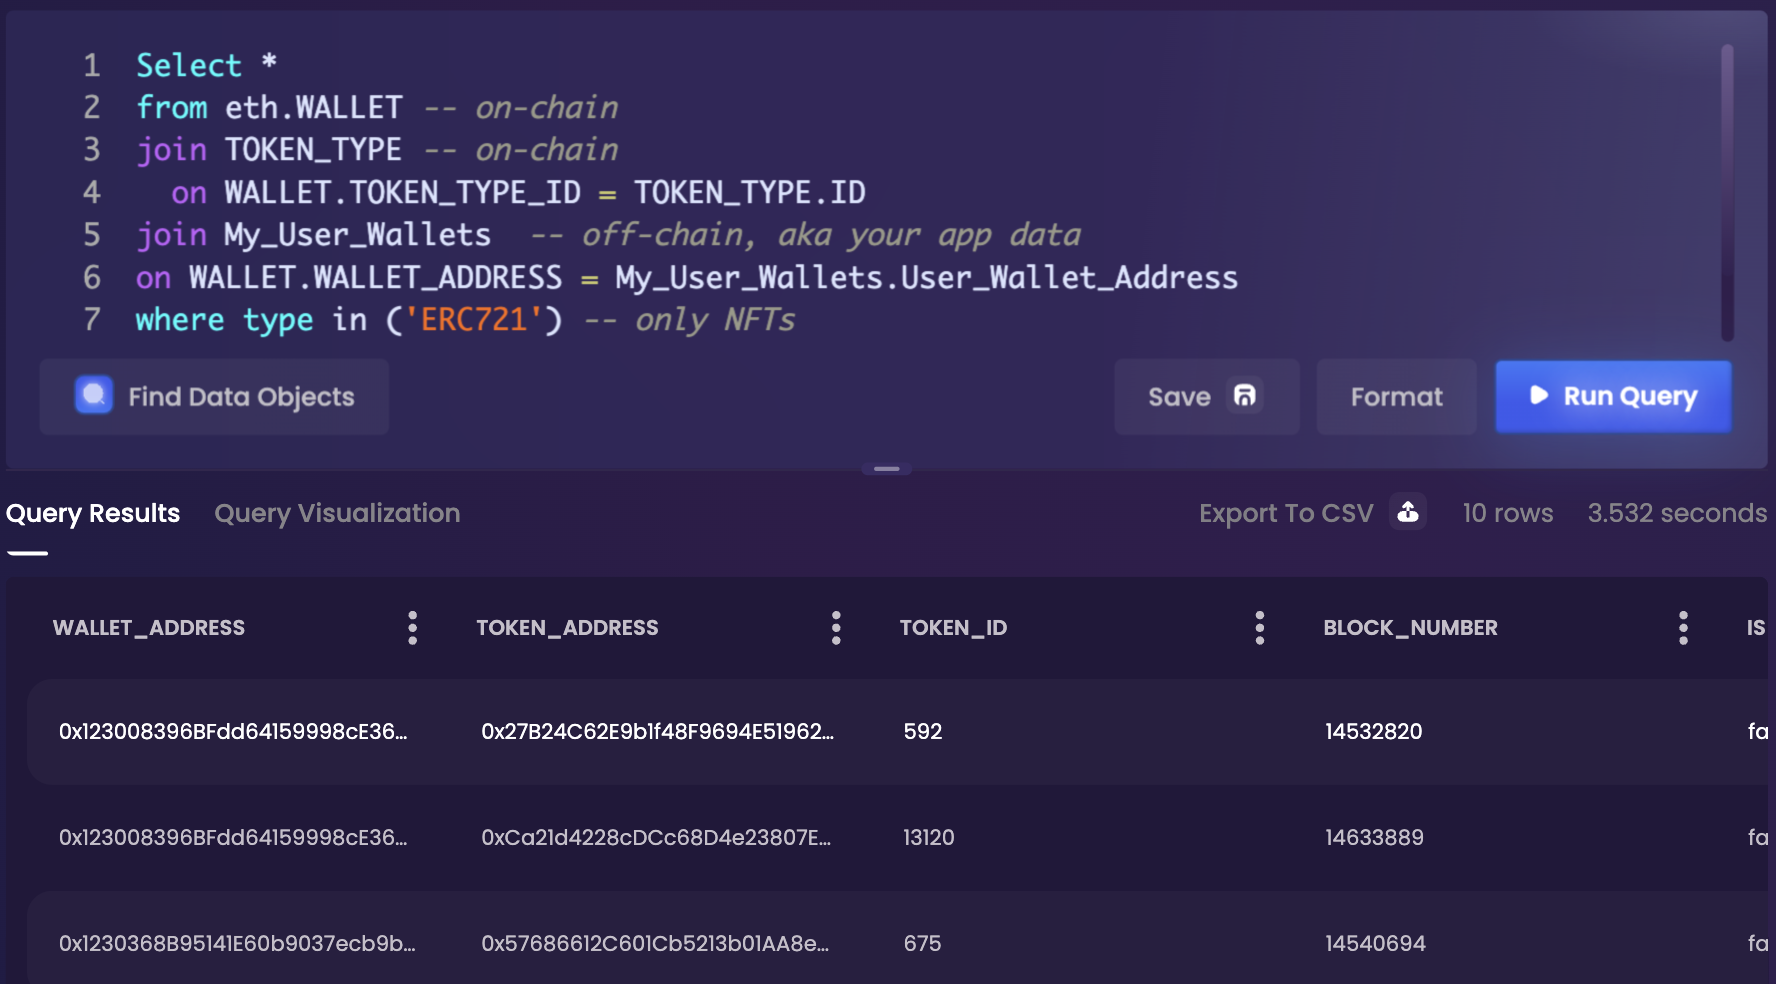 1 Select *
2 from eth.WALLET -- on-chain
3 join TOKEN_TYPE -- on-chain
4 on WALLET.TOKEN_TYPE_ID = TOKEN_TYPE.ID
5 join My_User_Wallets -- off-chain, aka your app data
6 on WALLET.WALLET_ADDRESS = My_User_Wallets.User_Wallet_Address
7 where type in ('ERC721') -- only NFTs
Find Data Objects Save Format Run Query
Query Results Query Visualization Export To CSV 10 rows 3.532 seconds
WALLET_ADDRESS TOKEN_ADDRESS TOKEN_ID BLOCK_NUMBER IS
0x123008396BFdd64159998cE36... 0x27B24C62E9b1f48F9694E51962... 592 14532820 fa
0x123008396BFdd64159998cE36... 0xCa21d4228cDCc68D4e23807E... 13120 14633889 fa
0x1230368B95141E60b9037ecb9b... 0x57686612C601Cb5213b01AA8e... 675 14540694 fa